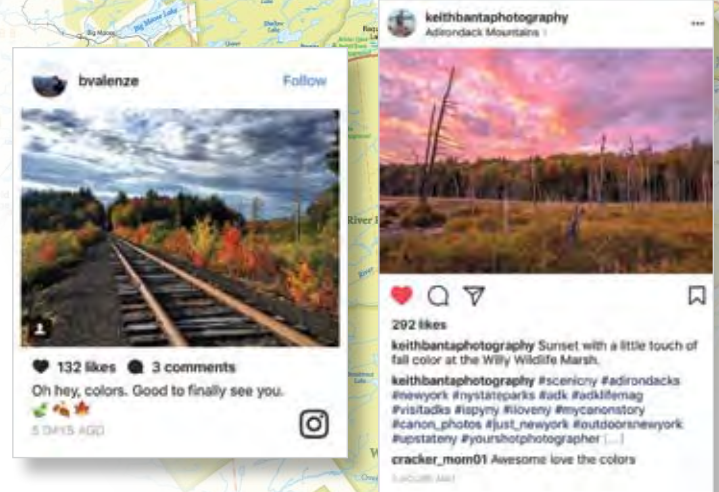 Big Moose Lake
Big Moose
bvalenze
Follow
132 likes 3 comments
Oh hey, colors. Good to finally see you.
5 DAYS AGO
River
River
keithbantaphotography
Adirondack Mountains
292 likes
keithbantaphotography Sunset with a little touch of
fall color at the Willy Wildlife Marsh.
keithbantaphotography #scenicny #adirondacks
#newyork #nystateparks #adk #adklifemag
#visitadks #ispyny #iloveny #mycanonstory
#canon_photos #just_newyork #outdoorsnewyork
#upstateny #yourshotphotographer [...]
cracker_mom01 Awesome love the colors